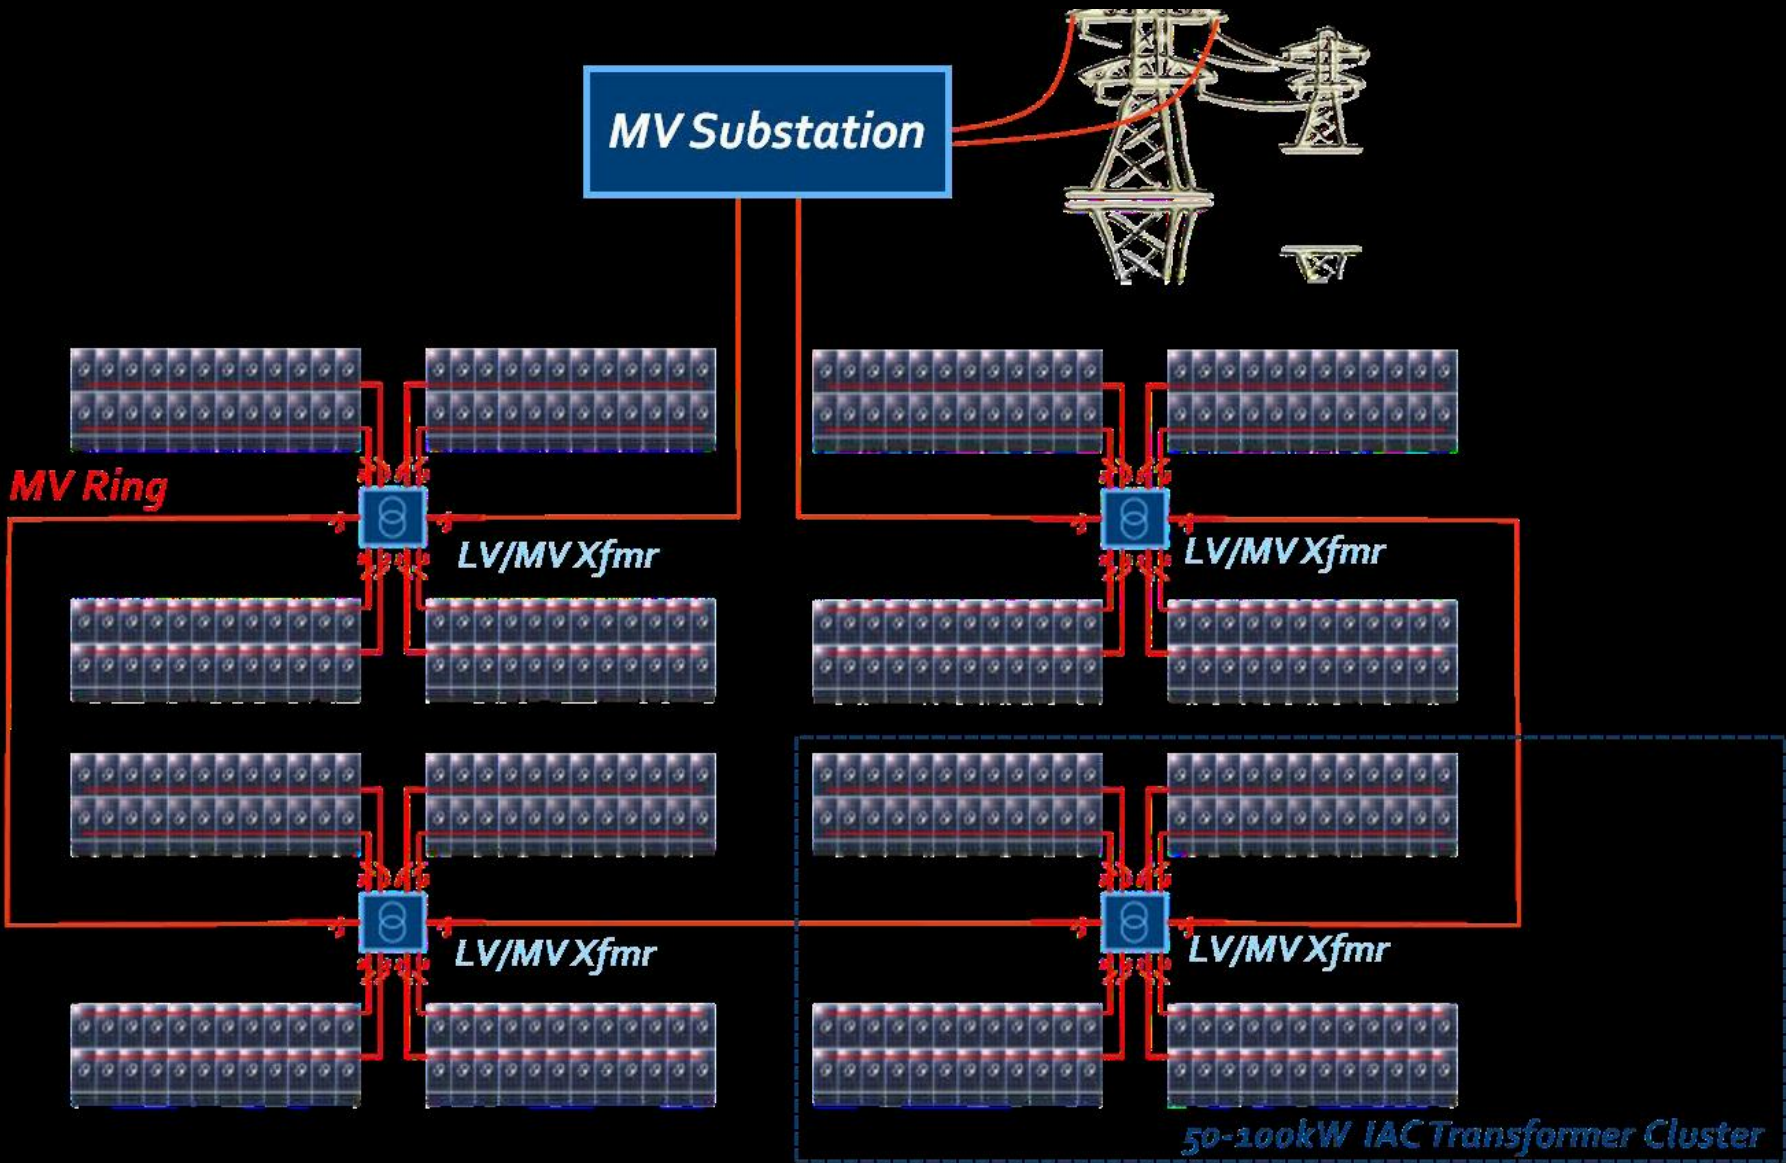 MV Substation
MV Ring
LV/MV Xfmr
LV/MV Xfmr
LV/MV Xfmr
LV/MV Xfmr
50-100kW IAC Transformer Cluster